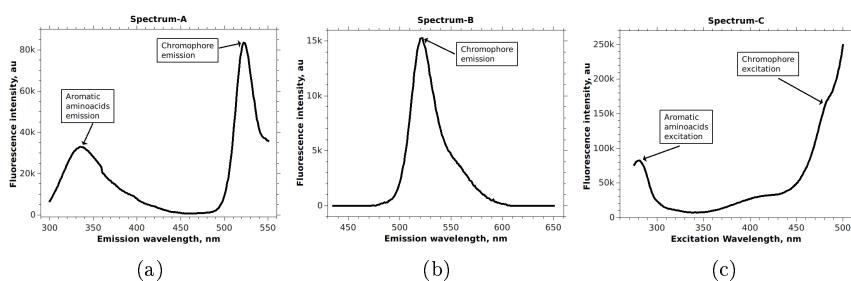 Spectrum-A
Fluorescence intensity, au
80k
60k
40k
20k
0
Chromophore
emission
Aromatic
aminoacids
emission
300
350
400
450
500
550
Emission wavelength, nm
(a)
Spectrum-B
Fluorescence intensity, au
15k
10k
5k
0
Chromophore
emission
450
500
550
600
650
Emission wavelength, nm
(b)
Spectrum-C
Fluorescence intensity, au
250k
200k
150k
100k
50k
0
Chromophore
excitation
Aromatic
aminoacids
excitation
300
350
400
450
500
Excitation Wavelength, nm
(c)